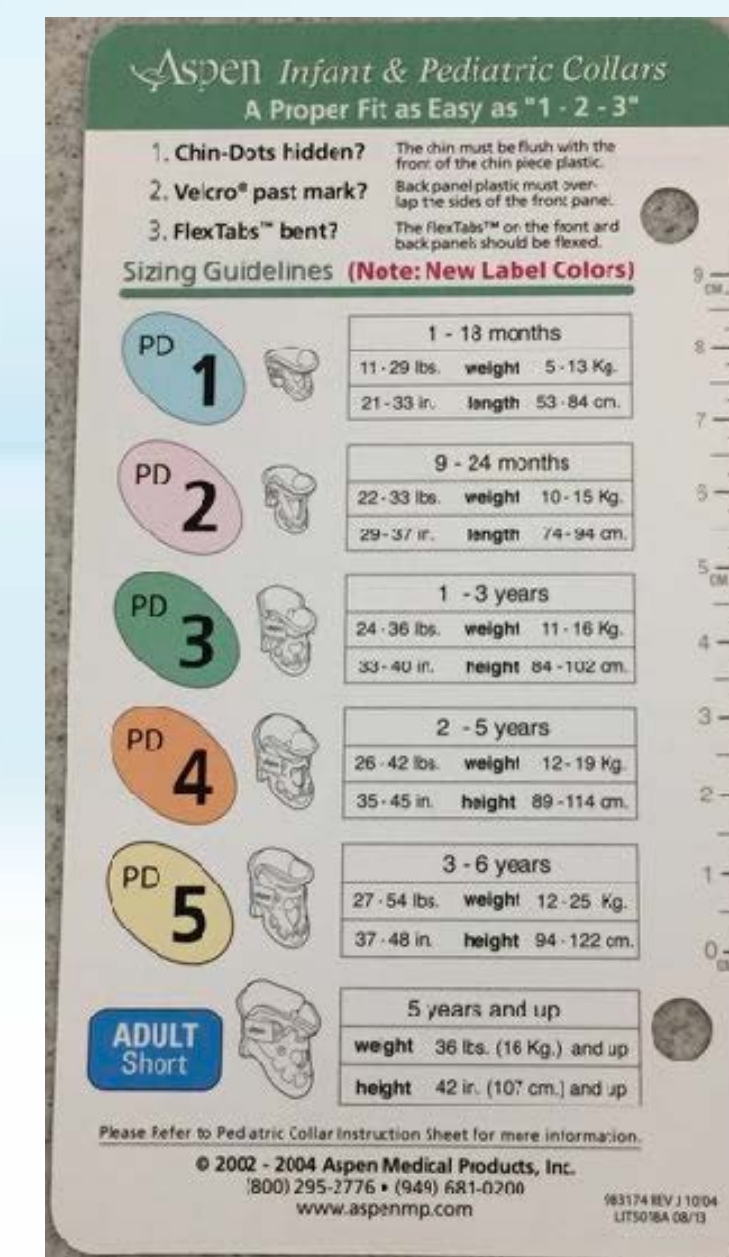 Aspen Infant & Pediatric Collars
A Proper Fit as Easy as "1 - 2 - 3"
1. Chin-Dots hidden? The chin must be flush with the
front of the chin piece plastic.
2. Velcro® past mark? Back panel plastic must over-
lap the sides of the front panel.
3. FlexTabs™ bent? The FlexTabs™ on the front and
back panels should be flexed.
Sizing Guidelines (Note: New Label Colors)
PD 1
1 - 18 months
11 - 29 lbs. weight 5 - 13 Kg.
21 - 33 in. length 53 - 84 cm.
PD 2
9 - 24 months
22 - 33 lbs. weight 10 - 15 Kg.
29 - 37 in. length 74 - 94 cm.
PD 3
1 - 3 years
24 - 36 lbs. weight 11 - 16 Kg.
33 - 40 in. height 84 - 102 cm.
PD 4
2 - 5 years
26 - 42 lbs. weight 12 - 19 Kg.
35 - 45 in. height 89 - 114 cm.
PD 5
3 - 6 years
27 - 54 lbs. weight 12 - 25 Kg.
37 - 48 in. height 94 - 122 cm.
ADULT
Short
5 years and up
weight 36 lbs. (16 Kg.) and up
height 42 in. (107 cm.) and up
Please Refer to Pediatric Collar Instruction Sheet for more information.
© 2002 - 2004 Aspen Medical Products, Inc.
(800) 295-2776 • (949) 681-0200
www.aspenmp.com
983174 REV J 10/04
LIT5018A 08/13
9
CM
8
7
6
5
CM
4
3
2
1
0